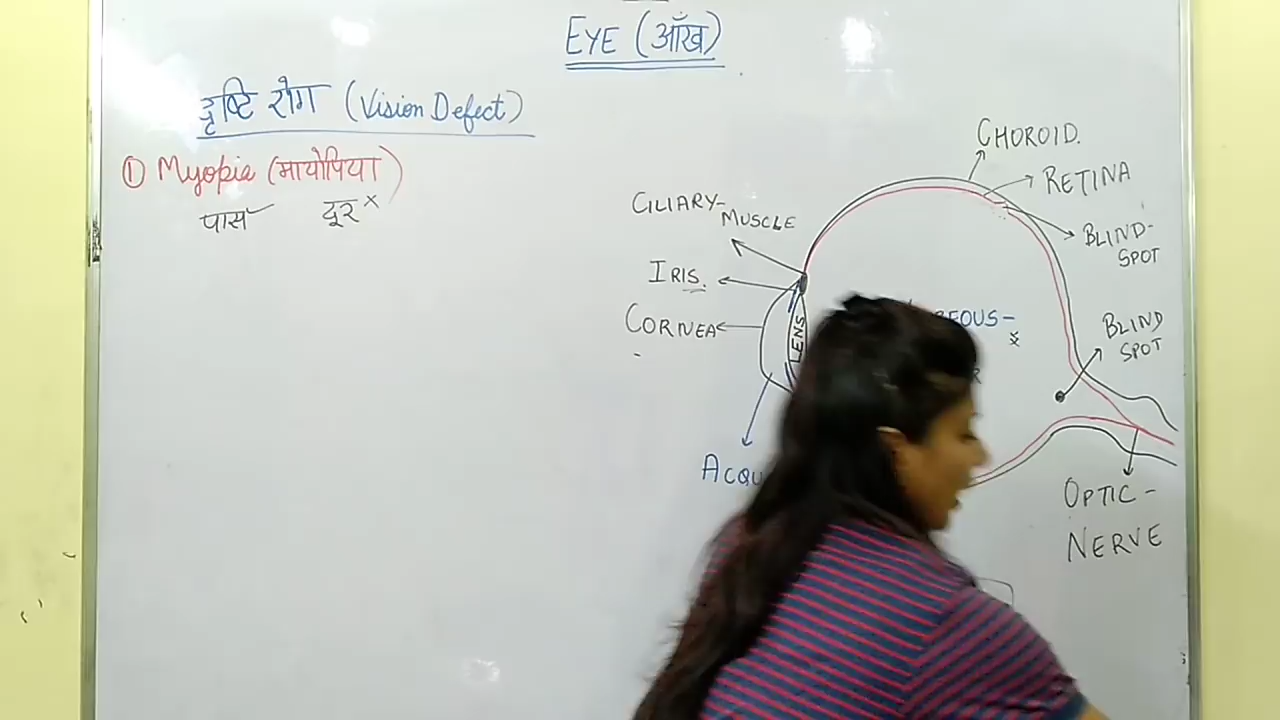 EYE (आँख)
दृष्टि रोग (Vision Defect)
① Myopia (मायोपिया)
पास ✓ दूर ×
CHOROID.
RETINA
BLIND-
SPOT
CILIARY-
MUSCLE
IRIS.
CORNEA
LENS
BLIND
SPOT
OPTIC-
NERVE